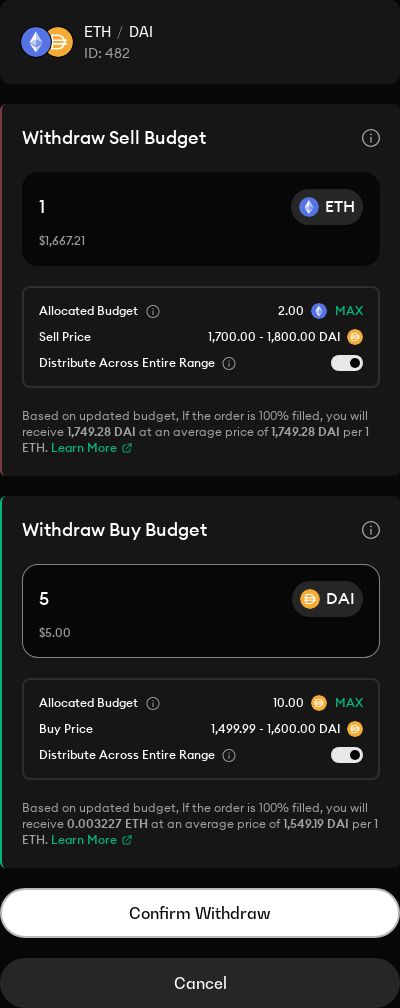 ETH / DAI
ID: 482
Withdraw Sell Budget
1 ETH
$1,667.21
Allocated Budget 2.00 MAX
Sell Price 1,700.00 - 1,800.00 DAI
Distribute Across Entire Range
Based on updated budget, If the order is 100% filled, you will
receive 1,749.28 DAI at an average price of 1,749.28 DAI per 1
ETH. Learn More
Withdraw Buy Budget
5 DAI
$5.00
Allocated Budget 10.00 MAX
Buy Price 1,499.99 - 1,600.00 DAI
Distribute Across Entire Range
Based on updated budget, If the order is 100% filled, you will
receive 0.003227 ETH at an average price of 1,549.19 DAI per 1
ETH. Learn More
Confirm Withdraw
Cancel